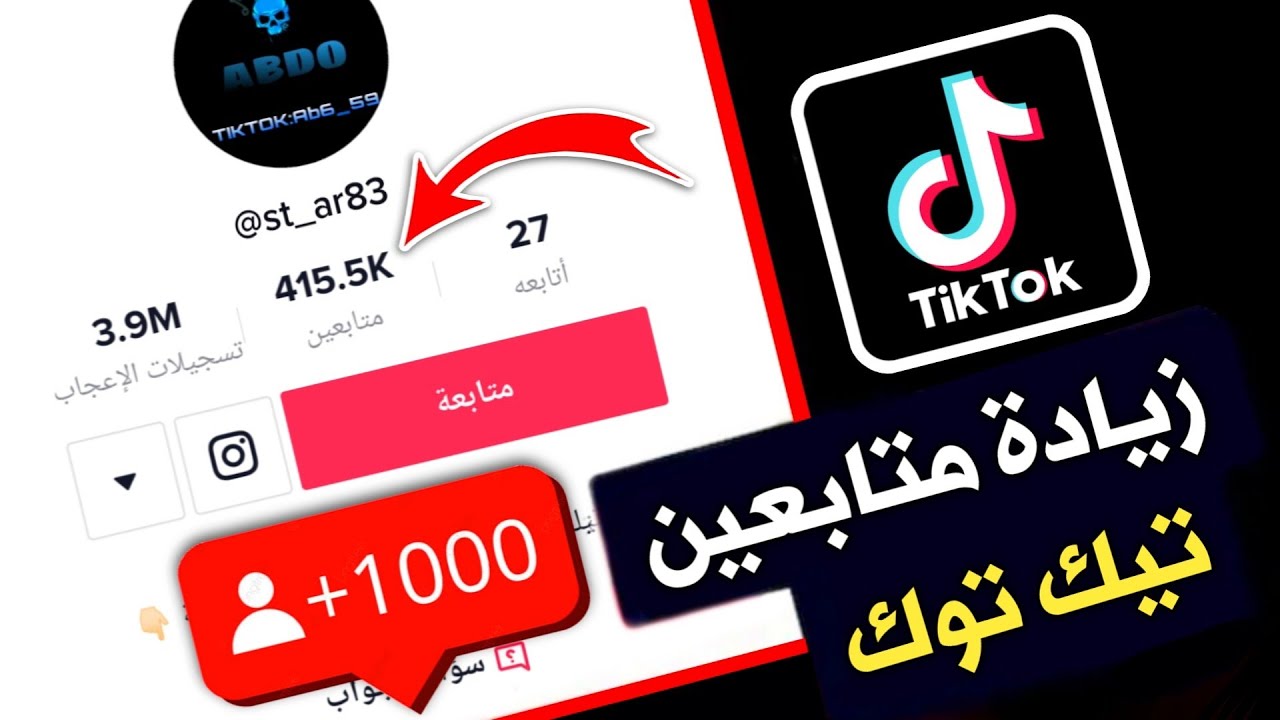 ABDO
TIKTOK:Ab6_59
@st_ar83
27
أتابعه
415.5K
متابعين
3.9M
تسجيلات الإعجاب
متابعة
+1000
TikTok
زيادة متابعين
تيك توك